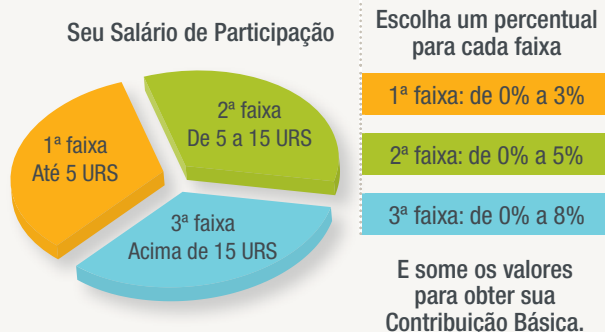 Seu Salário de Participação
1ª faixa
Até 5 URS
2ª faixa
De 5 a 15 URS
3ª faixa
Acima de 15 URS
Escolha um percentual
para cada faixa
1ª faixa: de 0% a 3%
2ª faixa: de 0% a 5%
3ª faixa: de 0% a 8%
E some os valores
para obter sua
Contribuição Básica.